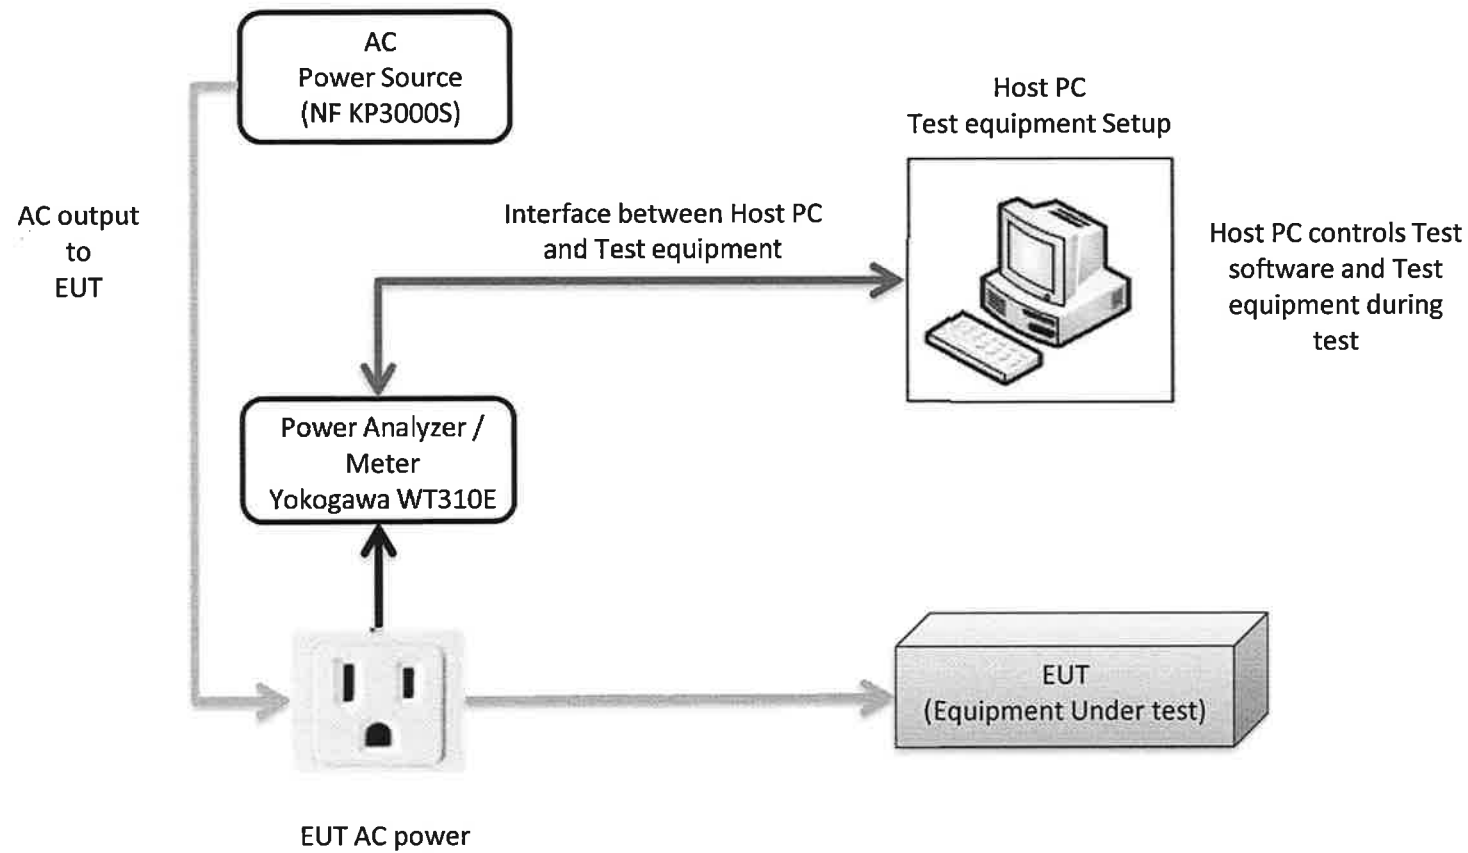 AC
Power Source
(NF KP3000S)
Host PC
Test equipment Setup
AC output
to
EUT
Interface between Host PC
and Test equipment
Host PC controls Test
software and Test
equipment during
test
Power Analyzer /
Meter
Yokogawa WT310E
EUT
(Equipment Under test)
EUT AC power